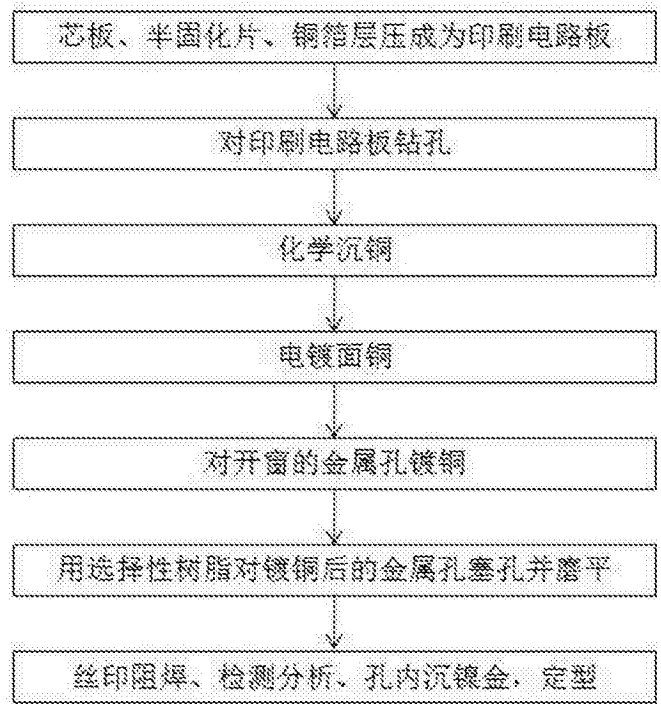 芯板、半固化片、铜箔层压成为印刷电路板
对印刷电路板钻孔
化学沉铜
电镀面铜
对开窗的金属孔镀铜
用选择性树脂对镀铜后的金属孔塞孔并磨平
丝印阻焊、检测分析、孔内沉镍金，定型